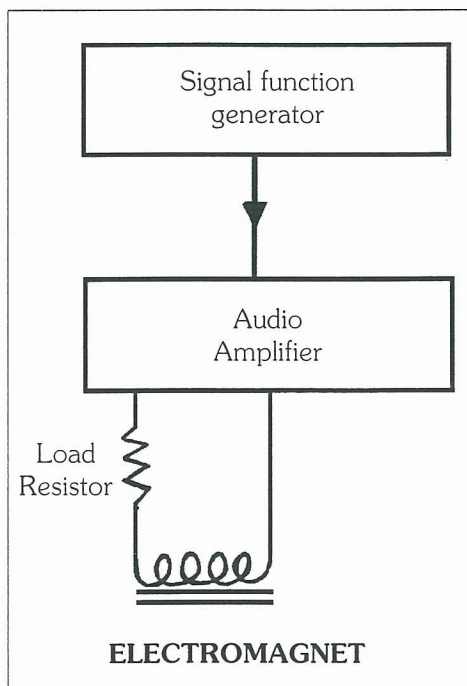 Signal function
generator
Audio
Amplifier
Load
Resistor
ELECTROMAGNET